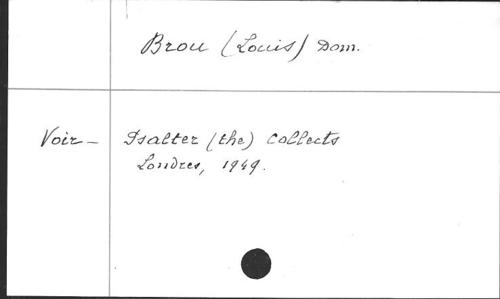 Brou (Louis) Dom.
Voir - Psalter (the) collects
Londres, 1949.